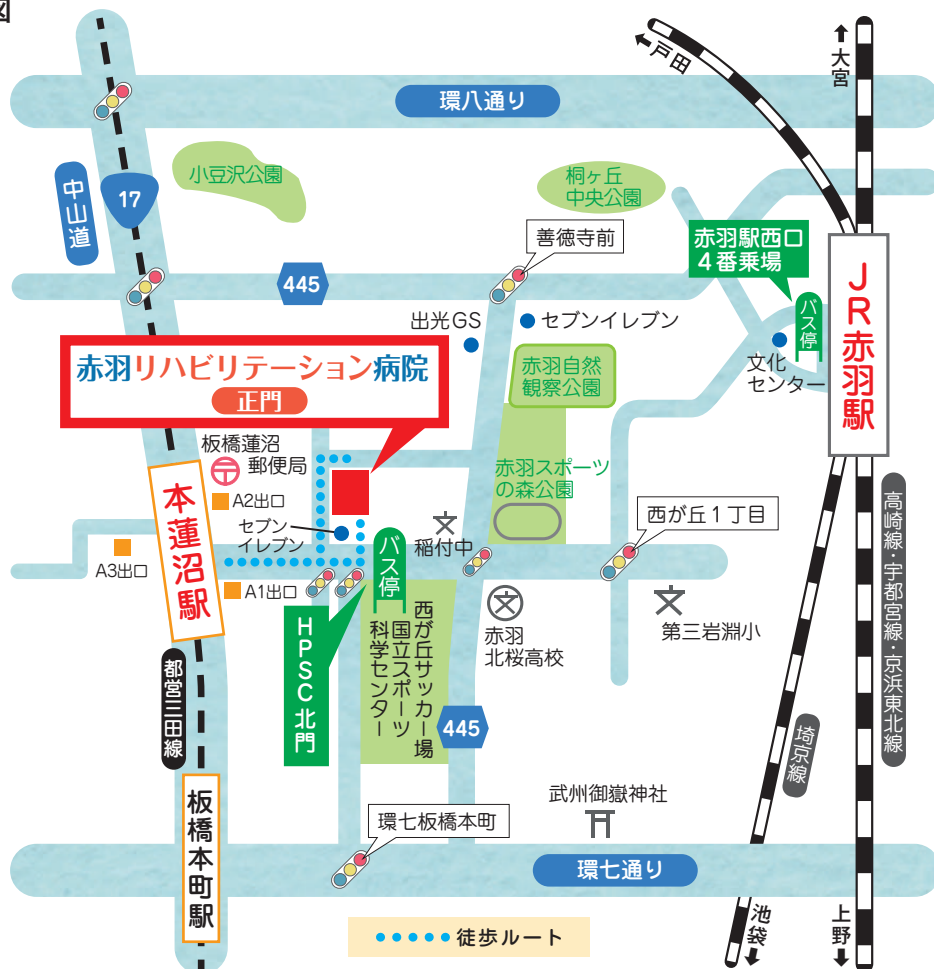 図
戸田
大宮
環八通り
中山道
17
小豆沢公園
桐ヶ丘
中央公園
善徳寺前
赤羽駅西口
4番乗場
バス停
JR赤羽駅
445
出光GS
セブンイレブン
文化
センター
赤羽リハビリテーション病院
正門
赤羽自然
観察公園
板橋蓮沼
郵便局
本蓮沼駅
A2出口
セブン
イレブン
A3出口
A1出口
バス停
稲付中
赤羽スポーツ
の森公園
西が丘1丁目
HPSC北門
西が丘サッカー場
国立スポーツ
科学センター
赤羽
北桜高校
第三岩淵小
高崎線・宇都宮線・京浜東北線
埼京線
都営三田線
445
板橋本町駅
武州御嶽神社
環七板橋本町
環七通り
池袋
上野
徒歩ルート